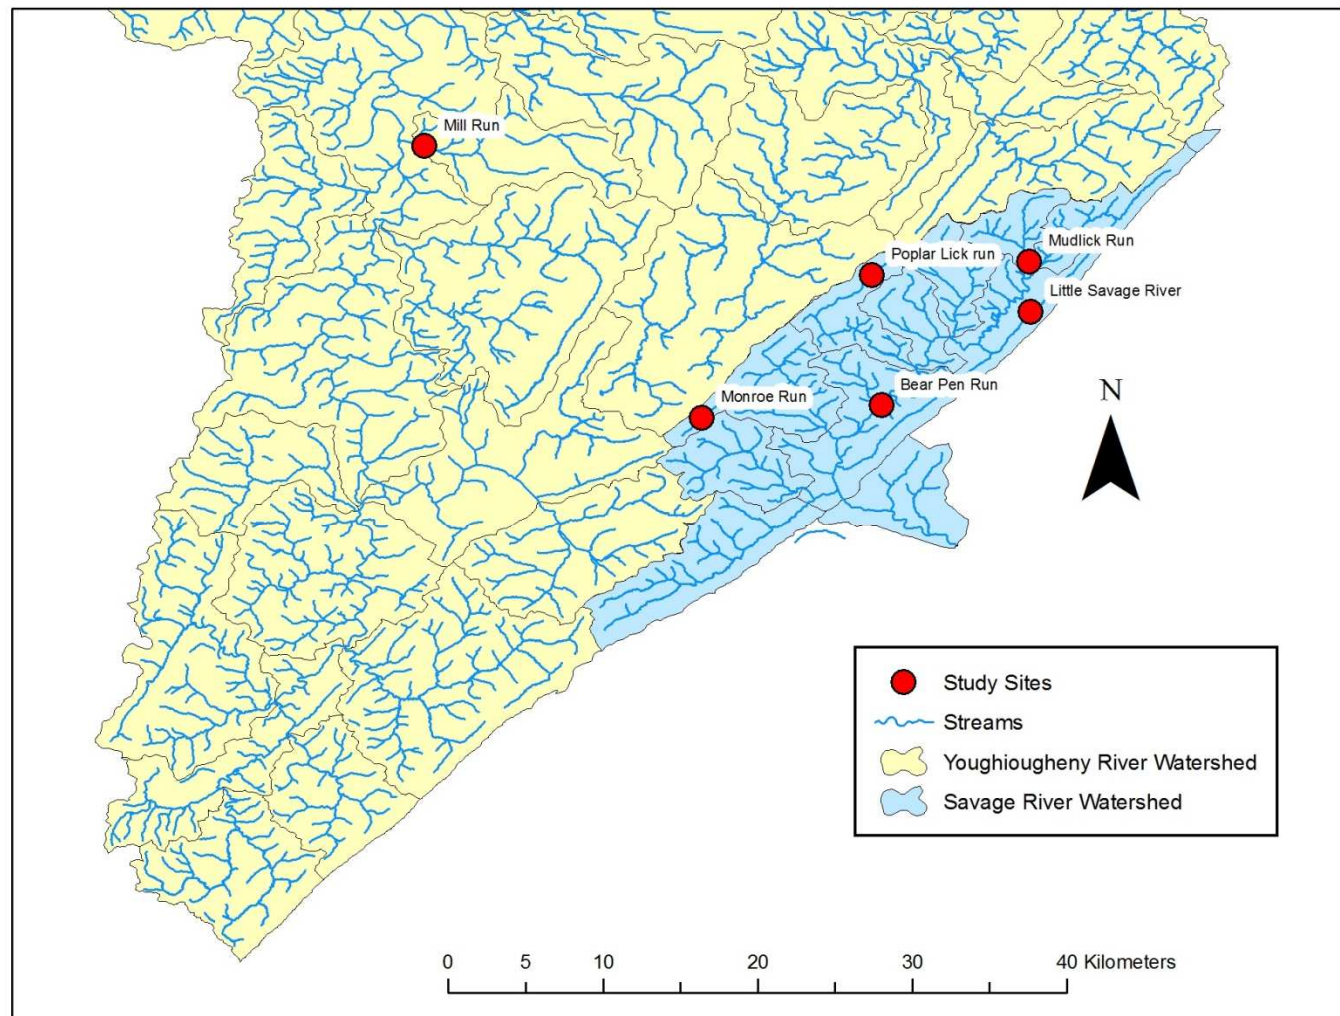 Mill Run
Mudlick Run
Poplar Lick run
Little Savage River
Bear Pen Run
Monroe Run
N
Study Sites
Streams
Youghiougheny River Watershed
Savage River Watershed
0 5 10 20 30 40 Kilometers